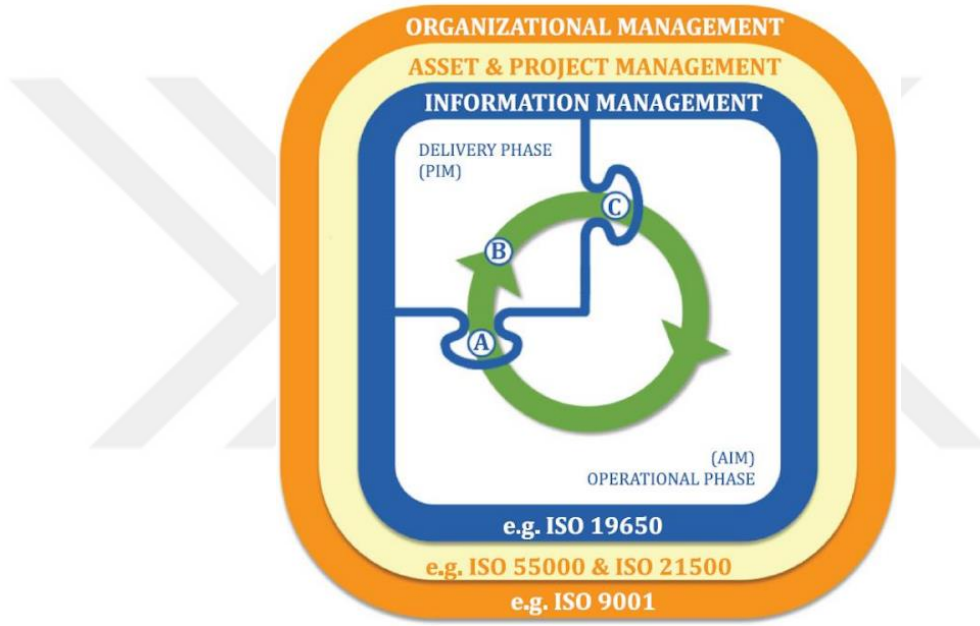 ORGANIZATIONAL MANAGEMENT
ASSET & PROJECT MANAGEMENT
INFORMATION MANAGEMENT
DELIVERY PHASE
(PIM)
C
B
A
(AIM)
OPERATIONAL PHASE
e.g. ISO 19650
e.g. ISO 55000 & ISO 21500
e.g. ISO 9001